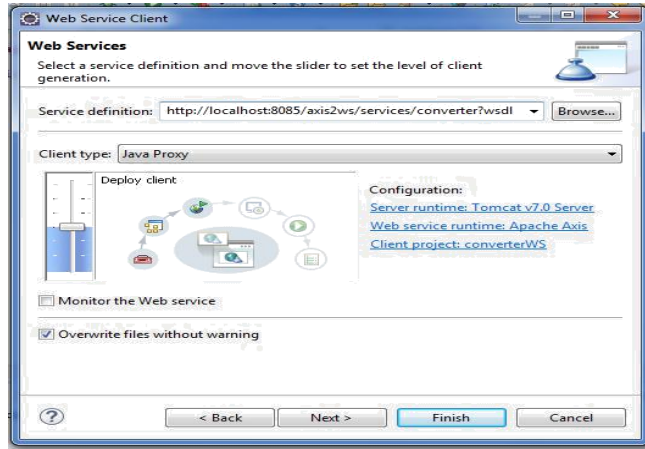 Web Service Client
Web Services
Select a service definition and move the slider to set the level of client
generation.
Service definition: http://localhost:8085/axis2ws/services/converter?wsdl Browse...
Client type: Java Proxy
Deploy client
Configuration:
Server runtime: Tomcat v7.0 Server
Web service runtime: Apache Axis
Client project: converterWS
Monitor the Web service
Overwrite files without warning
? < Back Next > Finish Cancel